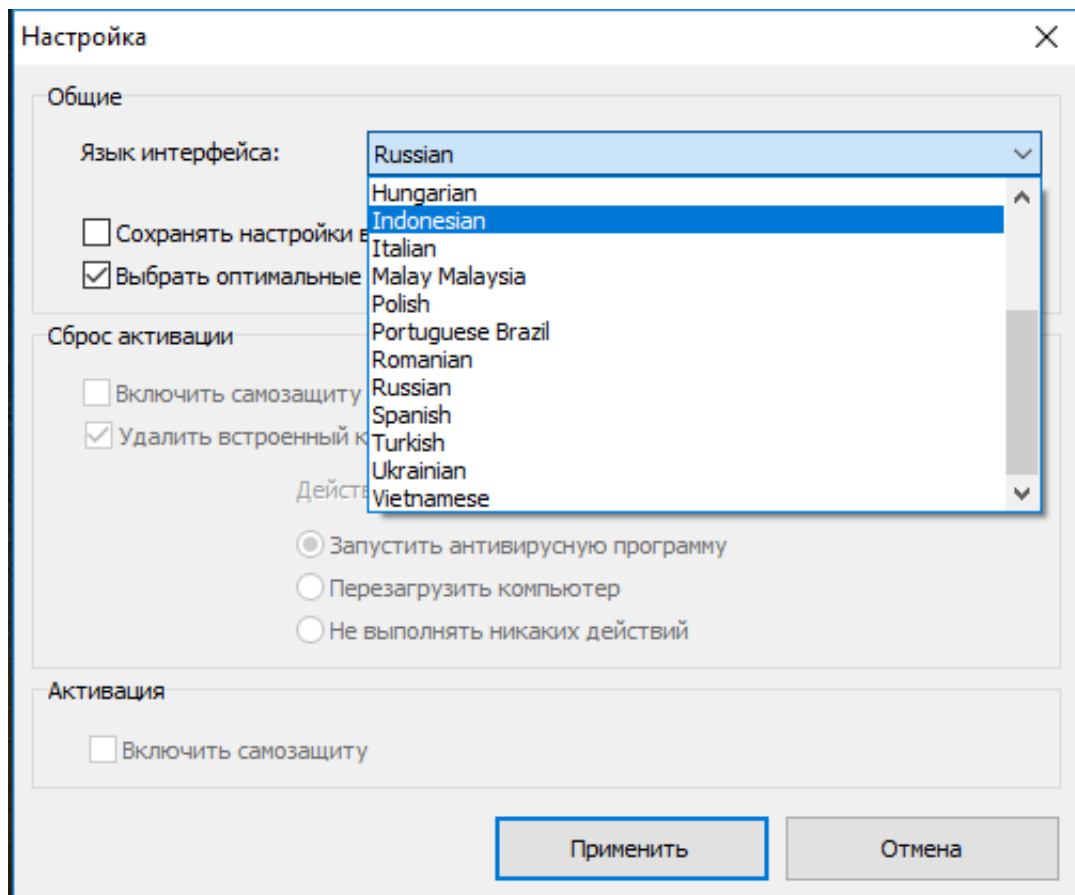 Настройка
Общие
Язык интерфейса:
Russian
Hungarian
Indonesian
Italian
Malay Malaysia
Polish
Portuguese Brazil
Romanian
Russian
Spanish
Turkish
Ukrainian
Vietnamese
Сохранять настройки
Выбрать оптимальные
Сброс активации
Включить самозащиту
Удалить встроенный
Запустить антивирусную программу
Перезагрузить компьютер
Не выполнять никаких действий
Активация
Включить самозащиту
Применить
Отмена